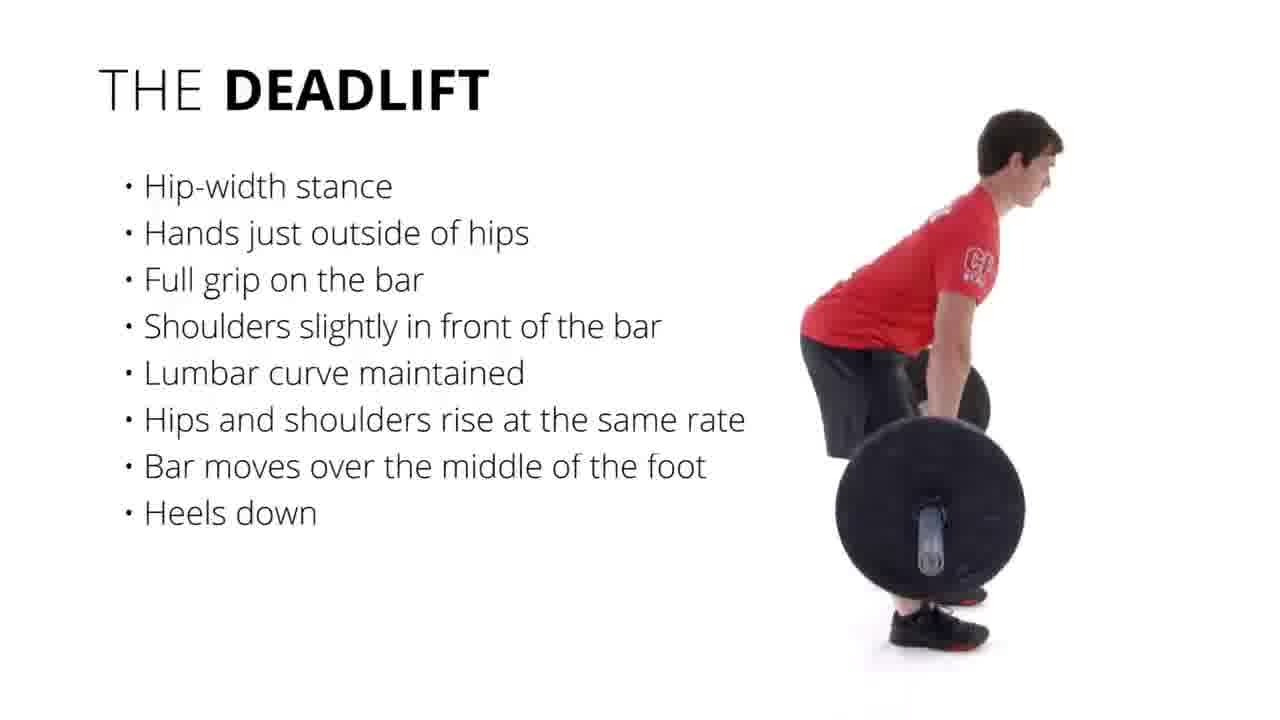 THE DEADLIFT
• Hip-width stance
• Hands just outside of hips
• Full grip on the bar
• Shoulders slightly in front of the bar
• Lumbar curve maintained
• Hips and shoulders rise at the same rate
• Bar moves over the middle of the foot
• Heels down